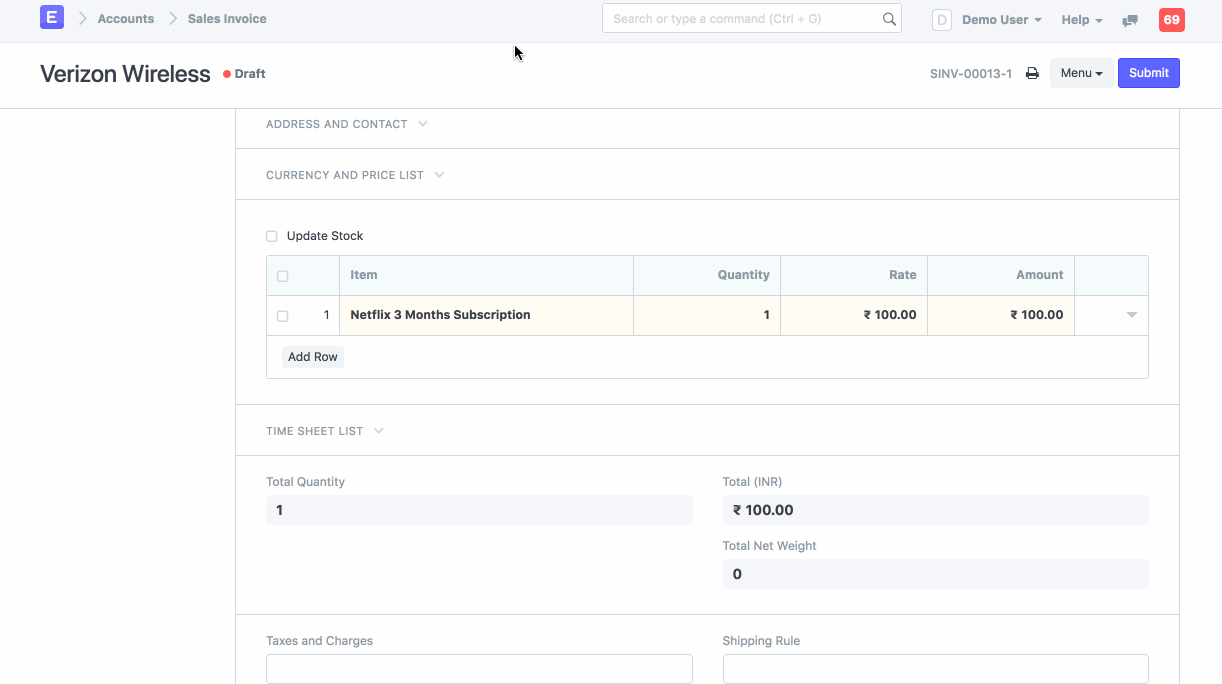 E Accounts Sales Invoice Search or type a command (Ctrl + G) D Demo User Help 69
Verizon Wireless Draft SINV-00013-1 Menu Submit
ADDRESS AND CONTACT
CURRENCY AND PRICE LIST
Update Stock
Item Quantity Rate Amount
1 Netflix 3 Months Subscription 1 ₹ 100.00 ₹ 100.00
Add Row
TIME SHEET LIST
Total Quantity Total (INR)
1 ₹ 100.00
Total Net Weight
0
Taxes and Charges Shipping Rule